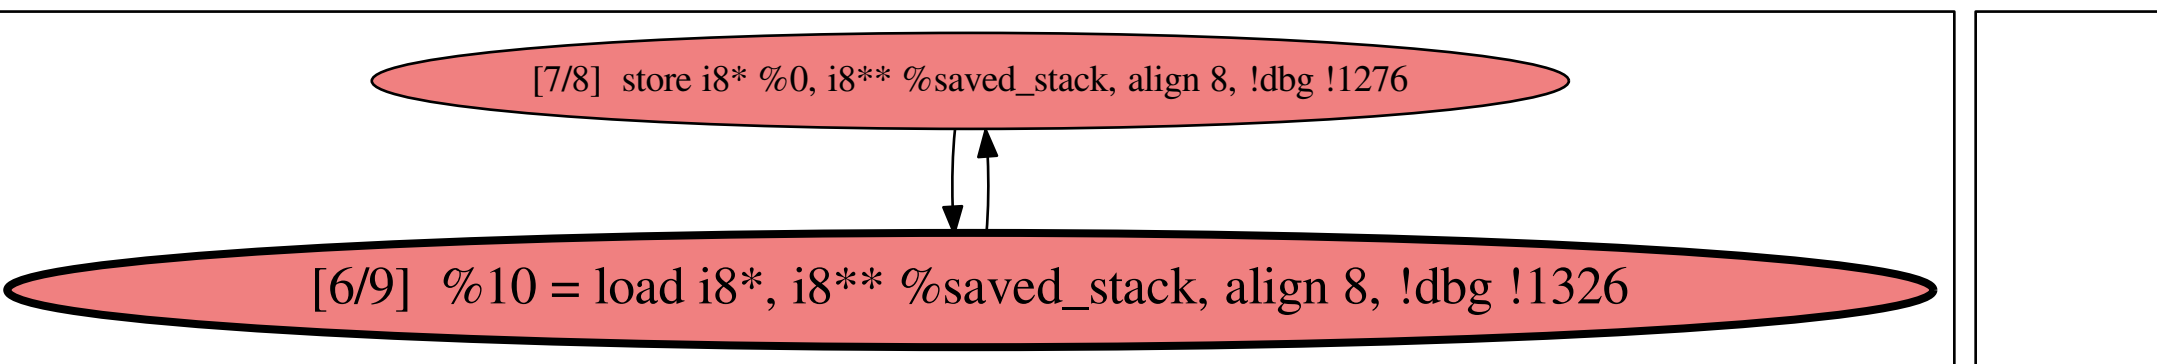 [7/8]  store i8* %0, i8** %saved_stack, align 8, !dbg !1276
[6/9]  %10 = load i8*, i8** %saved_stack, align 8, !dbg !1326